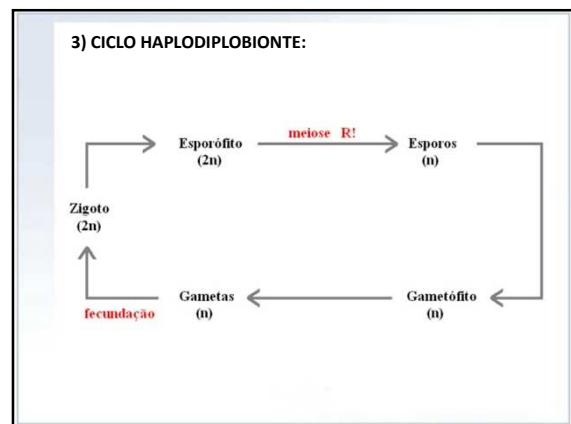 3) CICLO HAPLODIPLOBIONTE:
meiose R!
Esporófito
(2n)
Esporos
(n)
Zigoto
(2n)
Gametas
(n)
Gametófito
(n)
fecundação